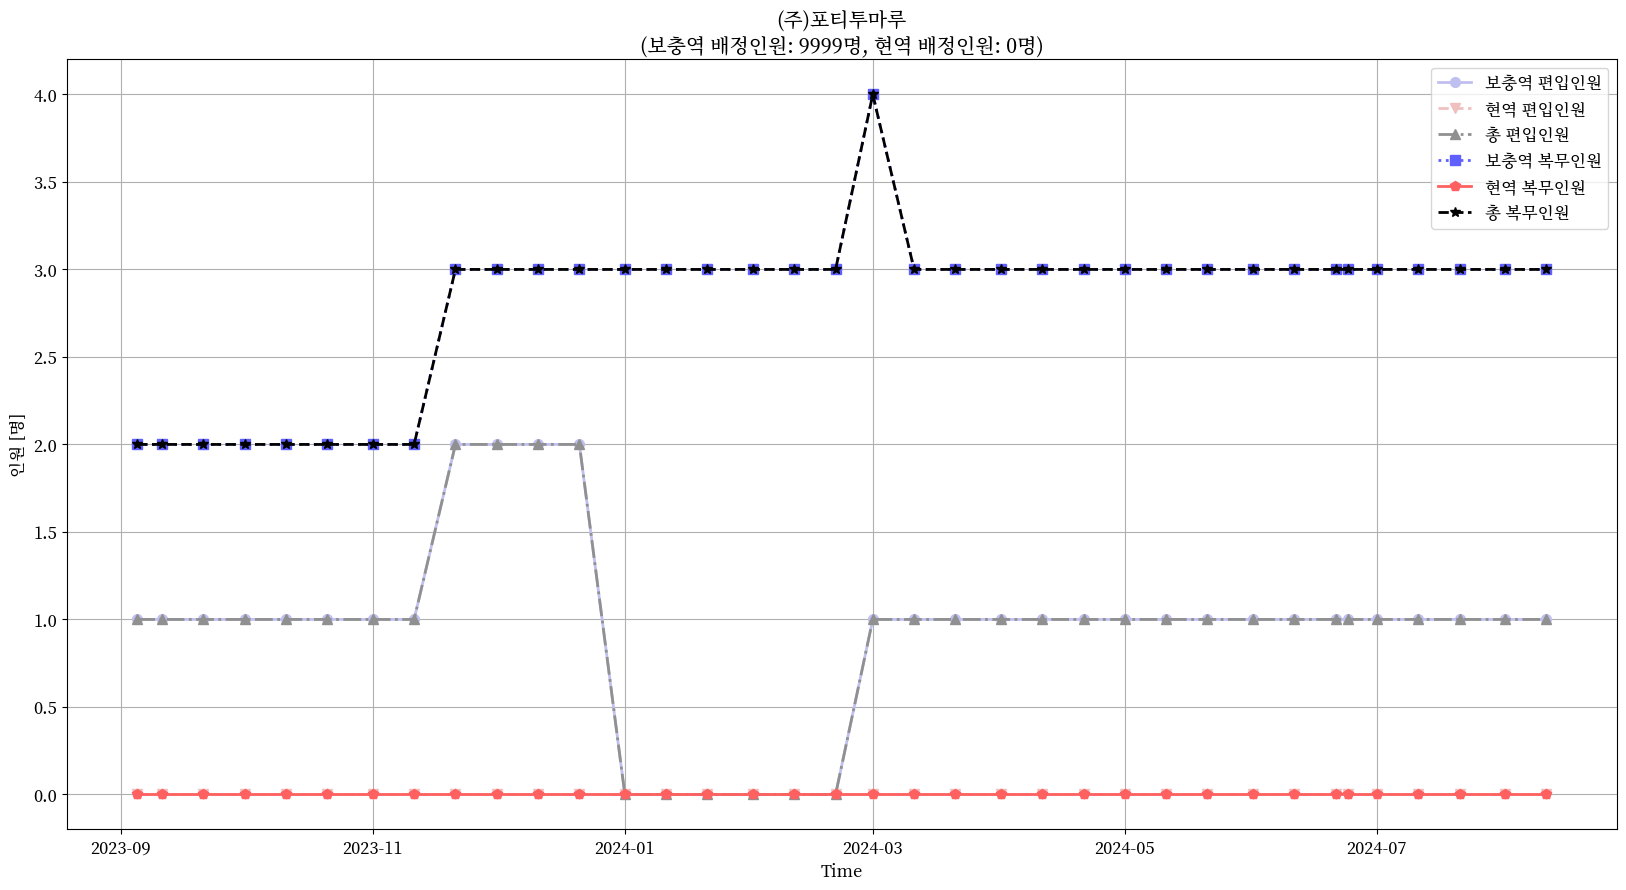 (주)포티투마루
(보충역 배정인원: 9999명, 현역 배정인원: 0명)
보충역 편입인원
현역 편입인원
총 편입인원
보충역 복무인원
현역 복무인원
총 복무인원
인원 [명]
4.0
3.5
3.0
2.5
2.0
1.5
1.0
0.5
0.0
2023-09
2023-11
2024-01
2024-03
2024-05
2024-07
Time